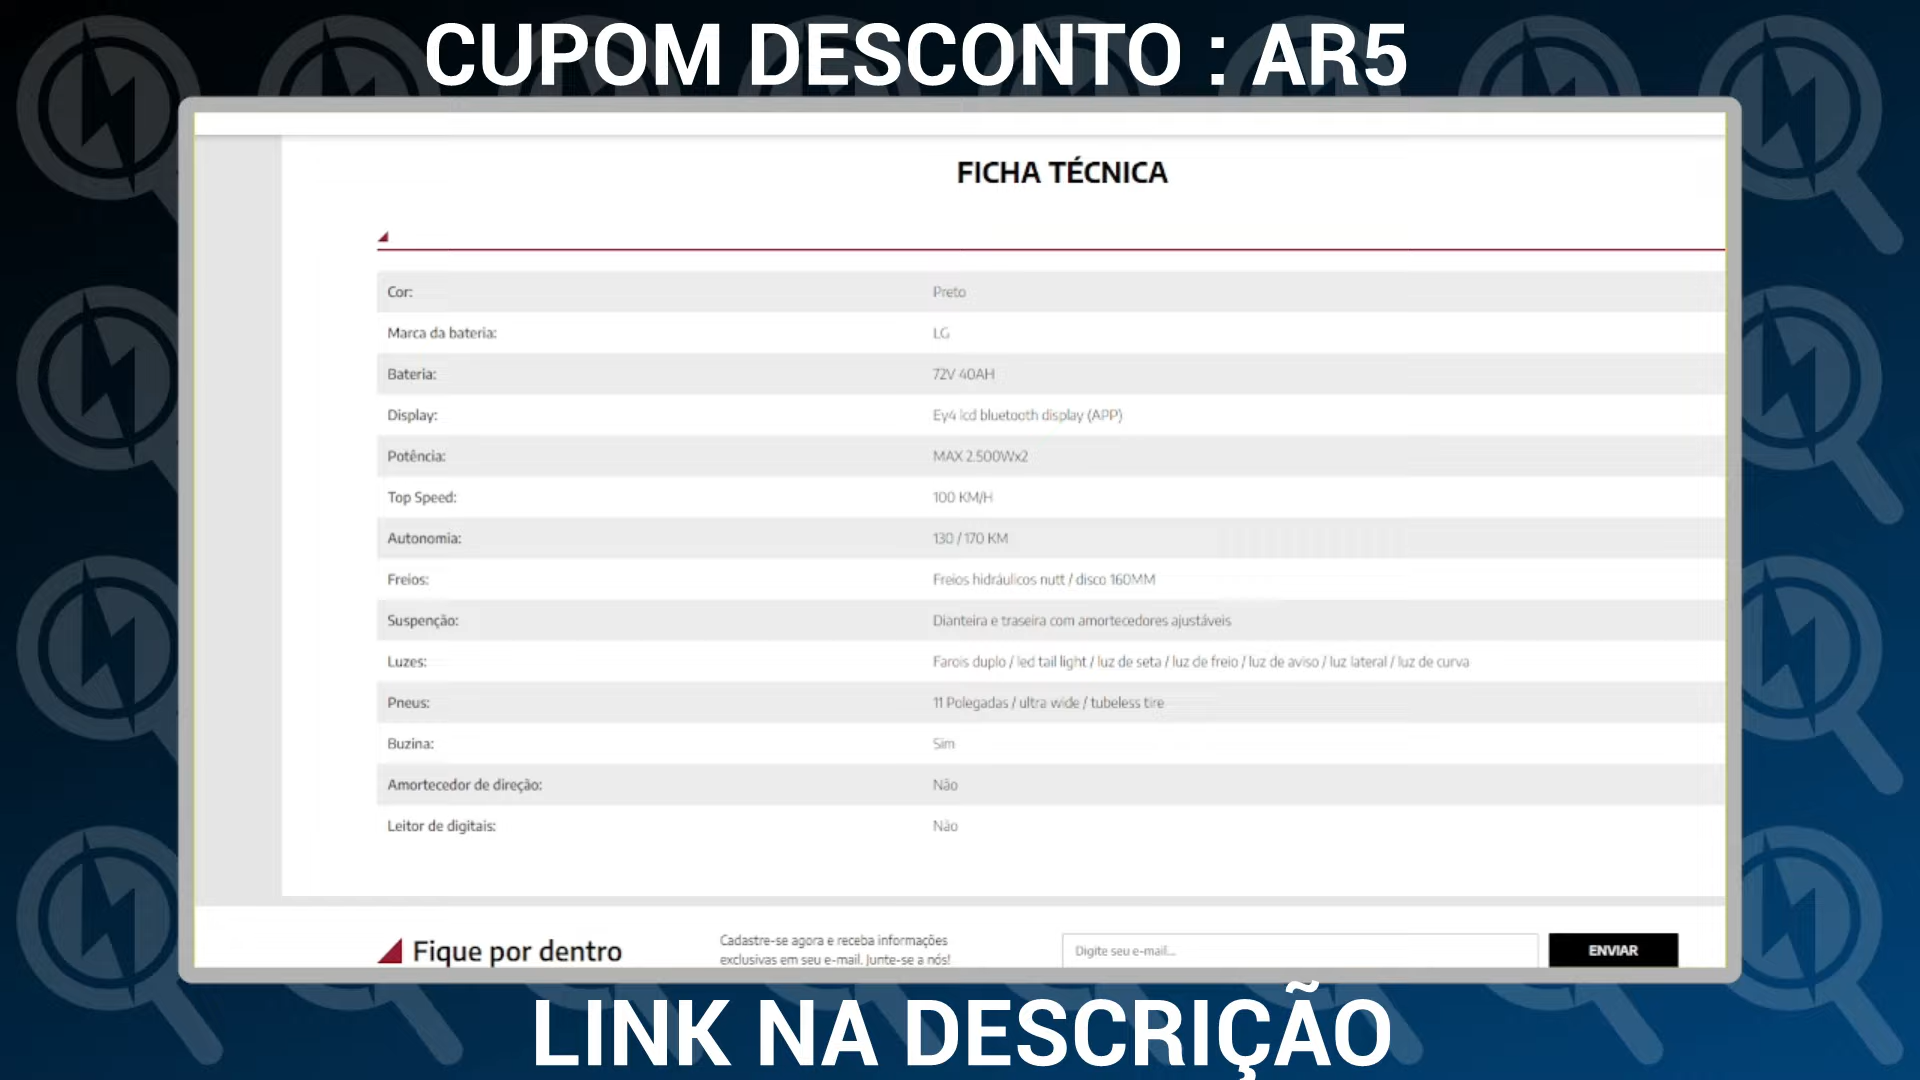 CUPOM DESCONTO : AR5
FICHA TÉCNICA
Cor: Preto
Marca da bateria: LG
Bateria: 72V 40AH
Display: Ey4 lcd bluetooth display (APP)
Potência: MAX 2.500Wx2
Top Speed: 100 KM/H
Autonomia: 130 / 170 KM
Freios: Freios hidráulicos nutt / disco 160MM
Suspenção: Dianteira e traseira com amortecedores ajustáveis
Luzes: Farois duplo / led tail light / luz de seta / luz de freio / luz de aviso / luz lateral / luz de curva
Pneus: 11 Polegadas / ultra wide / tubeless tire
Buzina: Sim
Amortecedor de direção: Não
Leitor de digitais: Não
Fique por dentro
Cadastre-se agora e receba informações
exclusivas em seu e-mail. Junte-se a nós!
Digite seu e-mail...
ENVIAR
LINK NA DESCRIÇÃO